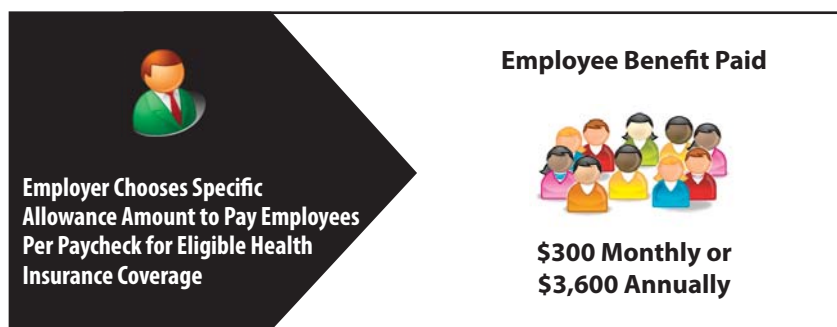 Employer Chooses Specific
Allowance Amount to Pay Employees
Per Paycheck for Eligible Health
Insurance Coverage
Employee Benefit Paid
$300 Monthly or
$3,600 Annually